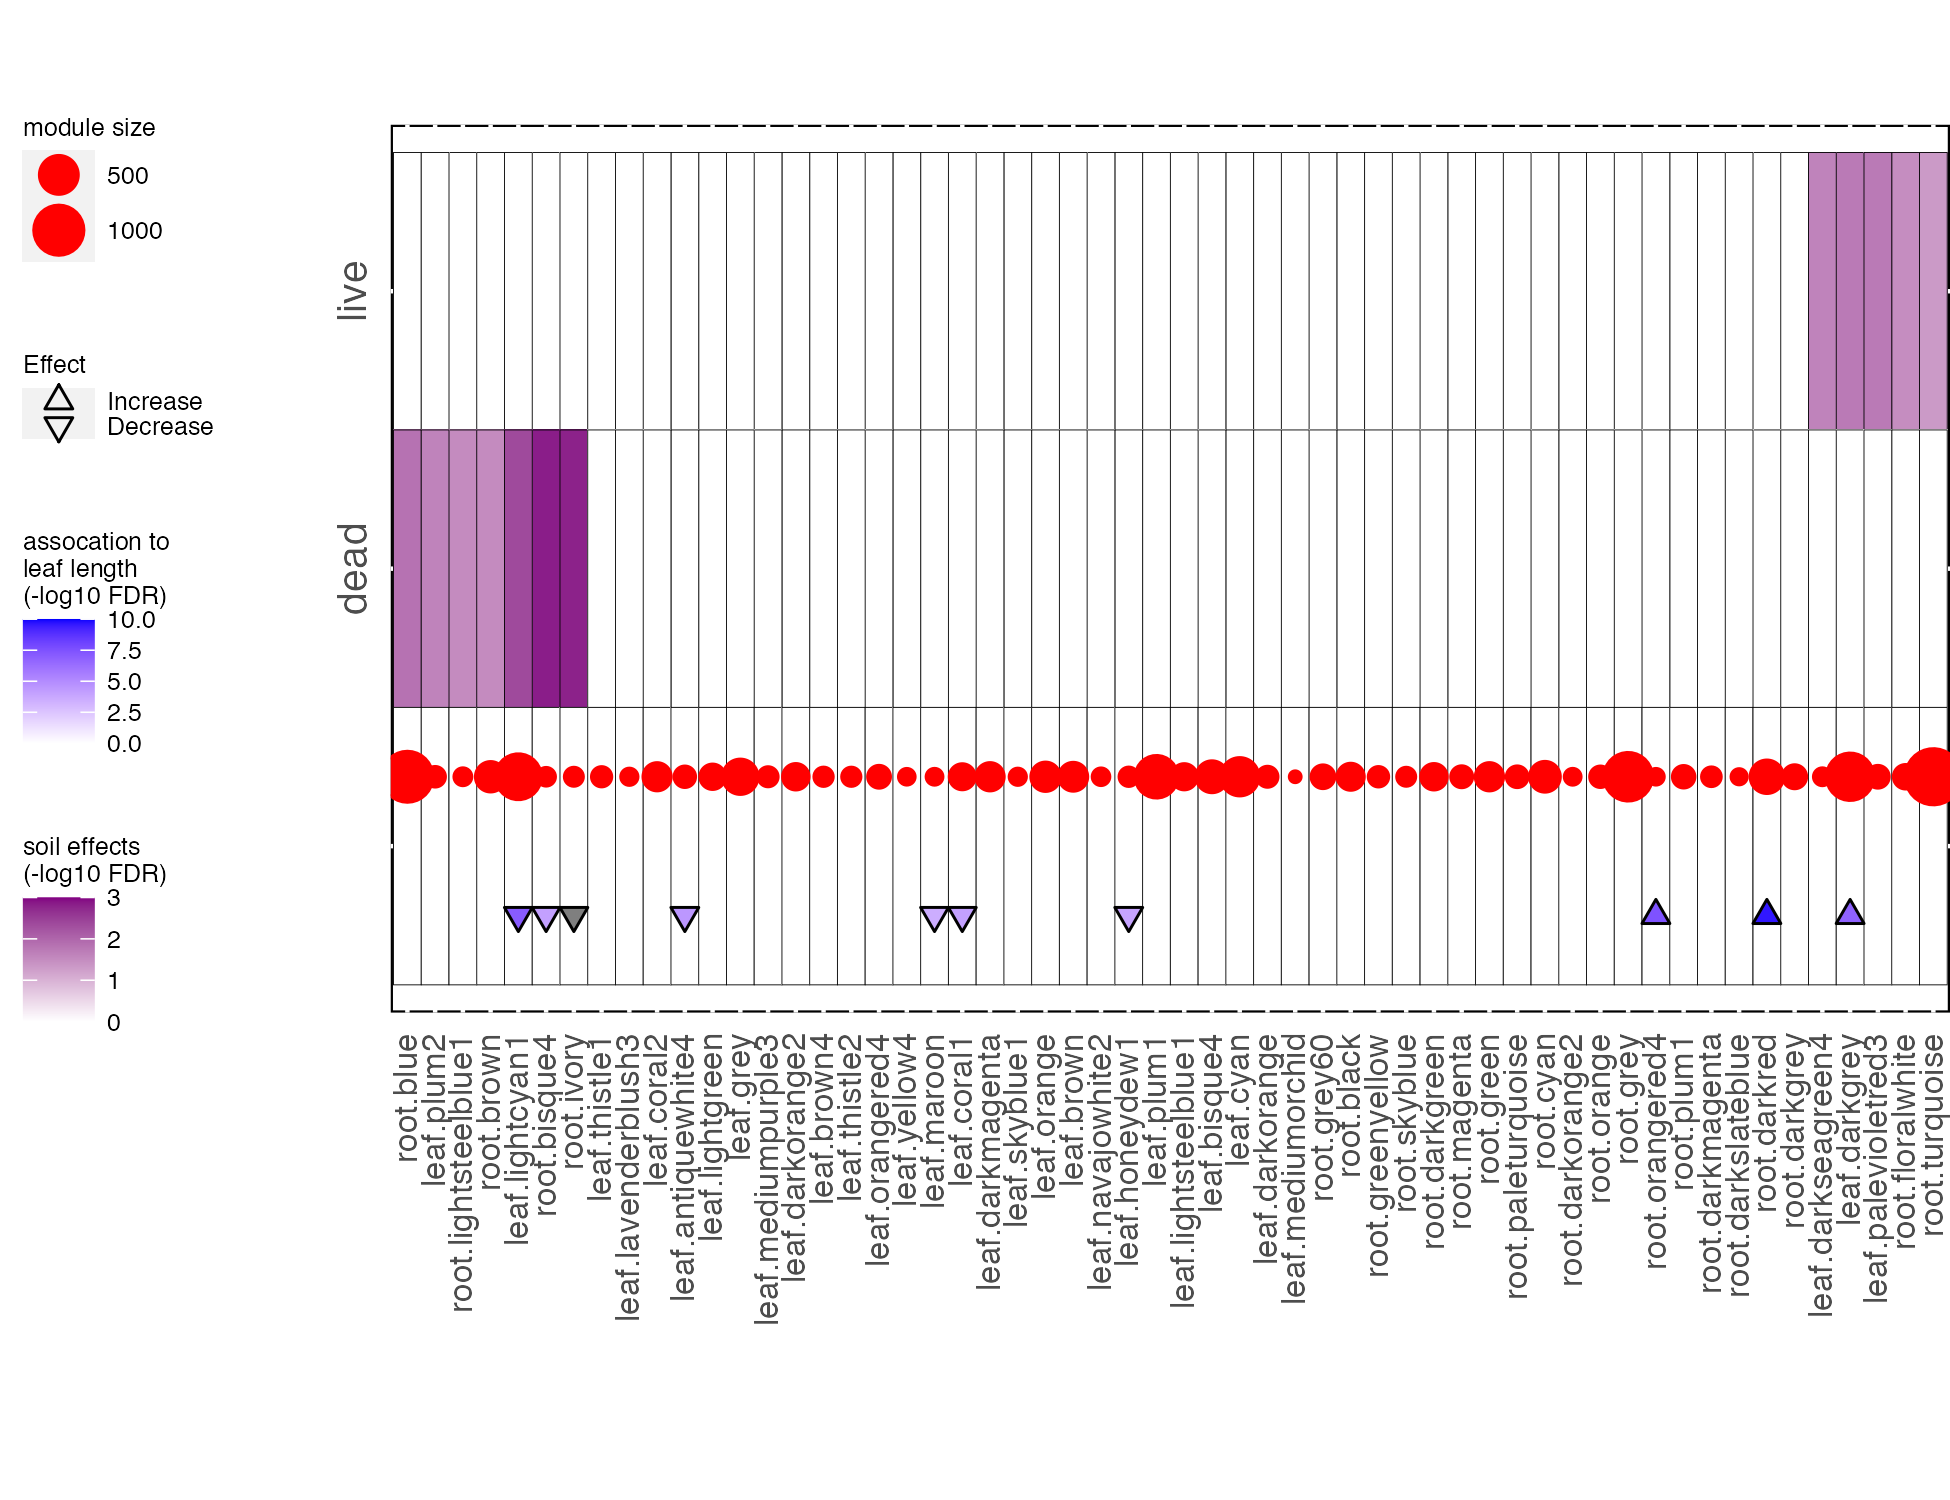 module size
500
1000
Effect
Increase
Decrease
assocation to
leaf length
(-log10 FDR)
10.0
7.5
5.0
2.5
0.0
soil effects
(-log10 FDR)
3
2
1
0
live
dead
root.blue
leaf.plum2
root.lightsteelblue1
root.brown
leaf.lightcyan1
root.bisque4
root.ivory
leaf.thistle1
leaf.lavenderblush3
leaf.coral2
leaf.antiquewhite4
leaf.lightgreen
leaf.grey
leaf.mediumpurple3
leaf.darkorange2
leaf.brown4
leaf.thistle2
leaf.orangered4
leaf.yellow4
leaf.maroon
leaf.coral1
leaf.darkmagenta
leaf.skyblue1
leaf.orange
leaf.brown
leaf.navajowhite2
leaf.honeydew1
leaf.plum1
leaf.lightsteelblue1
leaf.bisque4
leaf.cyan
leaf.darkorange
leaf.mediumorchid
root.grey60
root.black
root.greenyellow
root.skyblue
root.darkgreen
root.magenta
root.green
root.paleturquoise
root.cyan
root.darkorange2
root.orange
root.grey
root.orangered4
root.plum1
root.darkmagenta
root.darkslateblue
root.darkred
root.darkgrey
leaf.darkseagreen4
leaf.darkgrey
leaf.palevioletred3
root.floralwhite
root.turquoise